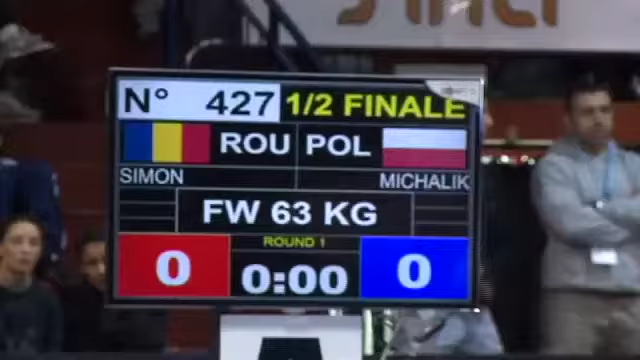 N° 427 1/2 FINALE
ROU POL
SIMON MICHALIK
FW 63 KG
ROUND 1
0 0:00 0